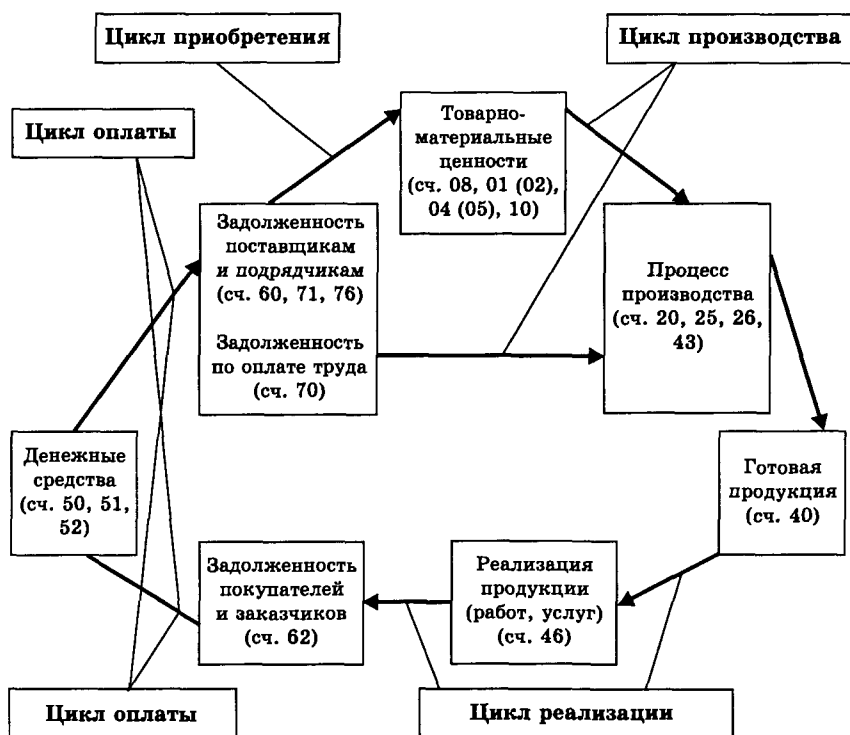 Цикл приобретения
Цикл производства
Цикл оплаты
Товарно-
материальные
ценности
(сч. 08, 01 (02),
04 (05), 10)
Задолженность
поставщикам
и подрядчикам
(сч. 60, 71, 76)
Задолженность
по оплате труда
(сч. 70)
Процесс
производства
(сч. 20, 25, 26,
43)
Денежные
средства
(сч. 50, 51,
52)
Готовая
продукция
(сч. 40)
Задолженность
покупателей
и заказчиков
(сч. 62)
Реализация
продукции
(работ, услуг)
(сч. 46)
Цикл оплаты
Цикл реализации